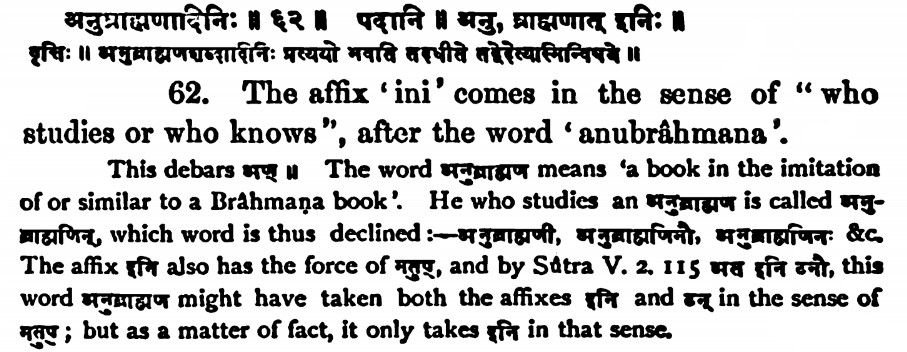 अनुब्राह्मणादिनिः ॥ ६२ ॥ पदानि ॥ अनु, ब्राह्मणात् इनिः ॥
वृत्तिः ॥ अनुब्राह्मणशब्दादिनिः प्रत्ययो भवति तदधीते तद्वेदेत्यास्मिन्विषये ॥
62. The affix ‘ini’ comes in the sense of “who
studies or who knows”, after the word ‘anubrâhmana’.
This debars अण् ॥ The word अनुब्राह्मण means ‘a book in the imitation
of or similar to a Brâhmaṇa book’. He who studies an अनुब्राह्मण is called अनु-
ब्राह्मणिन्, which word is thus declined :—अनुब्राह्मणी, अनुब्राह्मणिनौ, अनुब्राह्मणिनः &c.
The affix इनि also has the force of मतुप्, and by Sûtra V. 2. 115 अत इनि ठनौ, this
word अनुब्राह्मण might have taken both the affixes इनि and ठन् in the sense of
मतुप् ; but as a matter of fact, it only takes इनि in that sense.